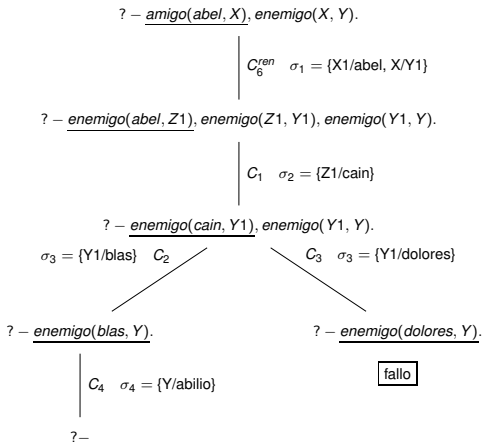 ? − amigo(abel, X), enemigo(X, Y).
C₆ʳᵉⁿ σ₁ = {X1/abel, X/Y1}
? − enemigo(abel, Z1), enemigo(Z1, Y1), enemigo(Y1, Y).
C₁ σ₂ = {Z1/cain}
? − enemigo(cain, Y1), enemigo(Y1, Y).
σ₃ = {Y1/blas} C₂
C₃ σ₃ = {Y1/dolores}
? − enemigo(blas, Y).
? − enemigo(dolores, Y).
fallo
C₄ σ₄ = {Y/abilio}
?−